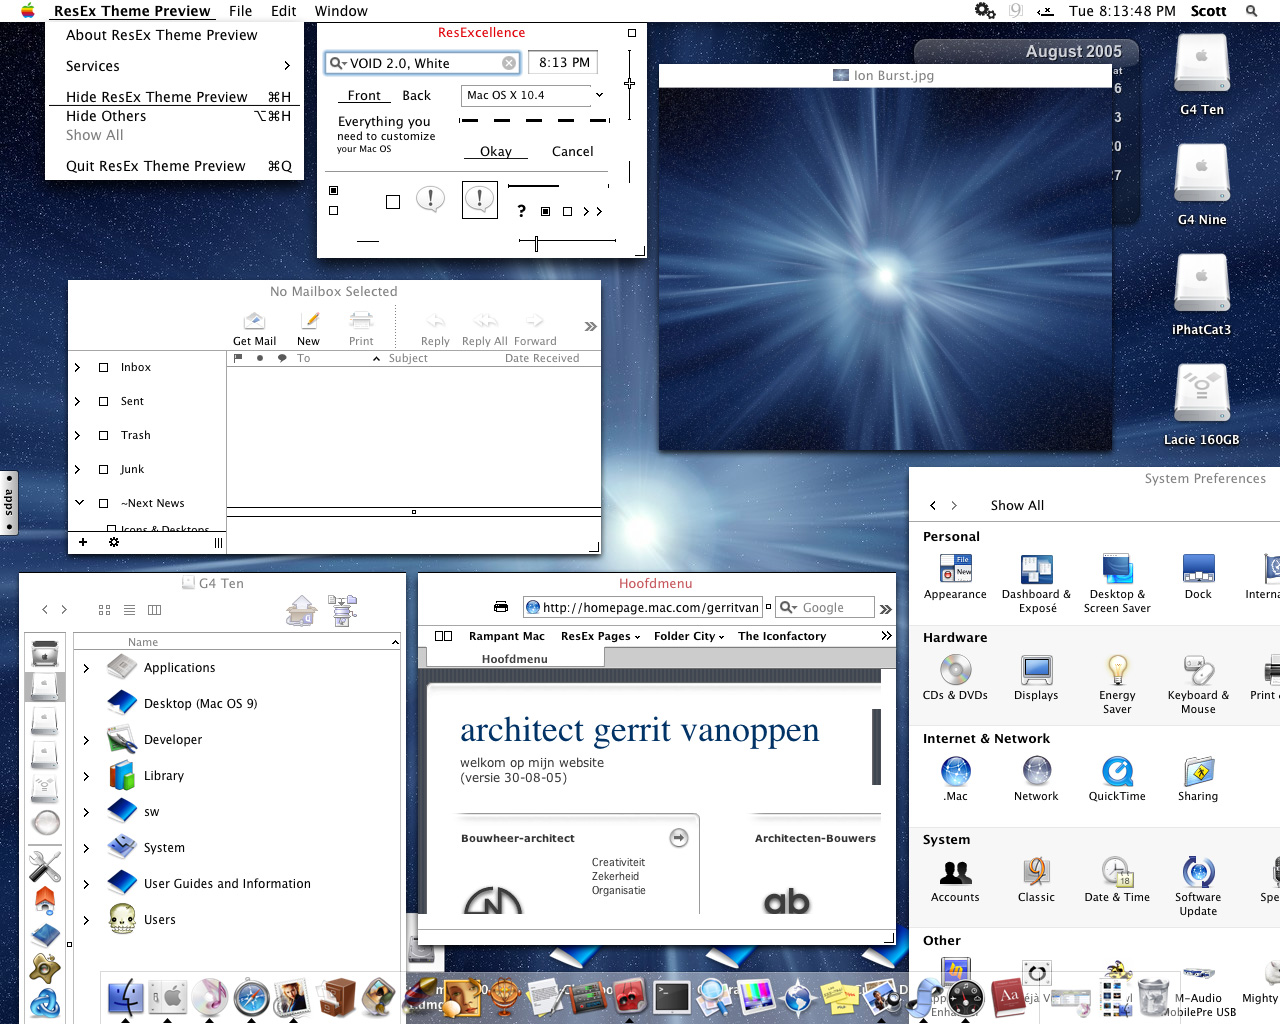 ResEx Theme Preview File Edit Window
Tue 8:13:48 PM Scott
About ResEx Theme Preview
Services
Hide ResEx Theme Preview ⌘H
Hide Others ⌥⌘H
Show All
Quit ResEx Theme Preview ⌘Q
ResExcellence
VOID 2.0, White
8:13 PM
Front Back
Mac OS X 10.4
Everything you
need to customize
your Mac OS
Okay Cancel
August 2005
at
6
3
20
27
Ion Burst.jpg
G4 Ten
G4 Nine
iPhatCat3
Lacie 160GB
No Mailbox Selected
Get Mail New Print Reply Reply All Forward
To Subject Date Received
Inbox
Sent
Trash
Junk
~Next News
Icons & Desktops
apps
System Preferences
Show All
Personal
Appearance
Dashboard &
Exposé
Desktop &
Screen Saver
Dock
Interna
Hardware
CDs & DVDs
Displays
Energy
Saver
Keyboard &
Mouse
Print &
Internet & Network
.Mac
Network
QuickTime
Sharing
System
Accounts
Classic
Date & Time
Software
Update
Spe
Other
M-Audio
MobilePre USB
Mighty
G4 Ten
Name
Applications
Desktop (Mac OS 9)
Developer
Library
sw
System
User Guides and Information
Users
Hoofdmenu
http://homepage.mac.com/gerritvan
Google
Rampant Mac ResEx Pages Folder City The Iconfactory
Hoofdmenu
architect gerrit vanoppen
welkom op mijn website
(versie 30-08-05)
Bouwheer-architect
Creativiteit
Zekerheid
Organisatie
Architecten-Bouwers
ab
Aa